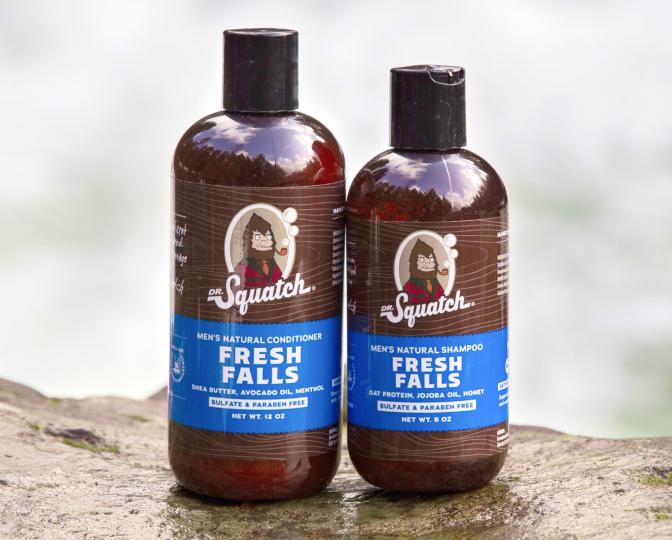 DR.
Squatch®
MEN'S NATURAL CONDITIONER
FRESH
FALLS
SHEA BUTTER, AVOCADO OIL, MENTHOL
SULFATE & PARABEN FREE
NET WT. 12 OZ
DR.
Squatch®
MEN'S NATURAL SHAMPOO
FRESH
FALLS
OAT PROTEIN, JOJOBA OIL, HONEY
SULFATE & PARABEN FREE
NET WT. 8 OZ